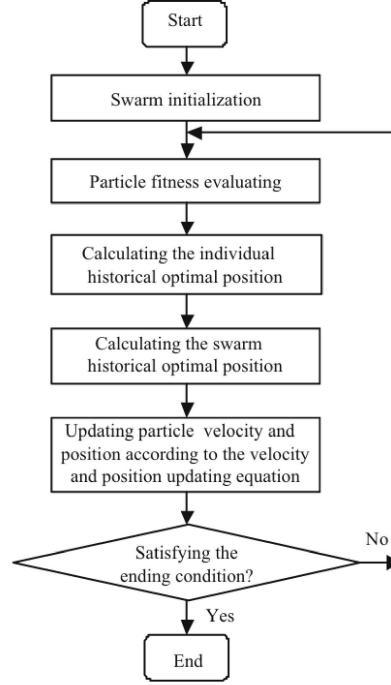 Start
Swarm initialization
Particle fitness evaluating
Calculating the individual
historical optimal position
Calculating the swarm
historical optimal position
Updating particle velocity and
position according to the velocity
and position updating equation
Satisfying the
ending condition?
No
Yes
End